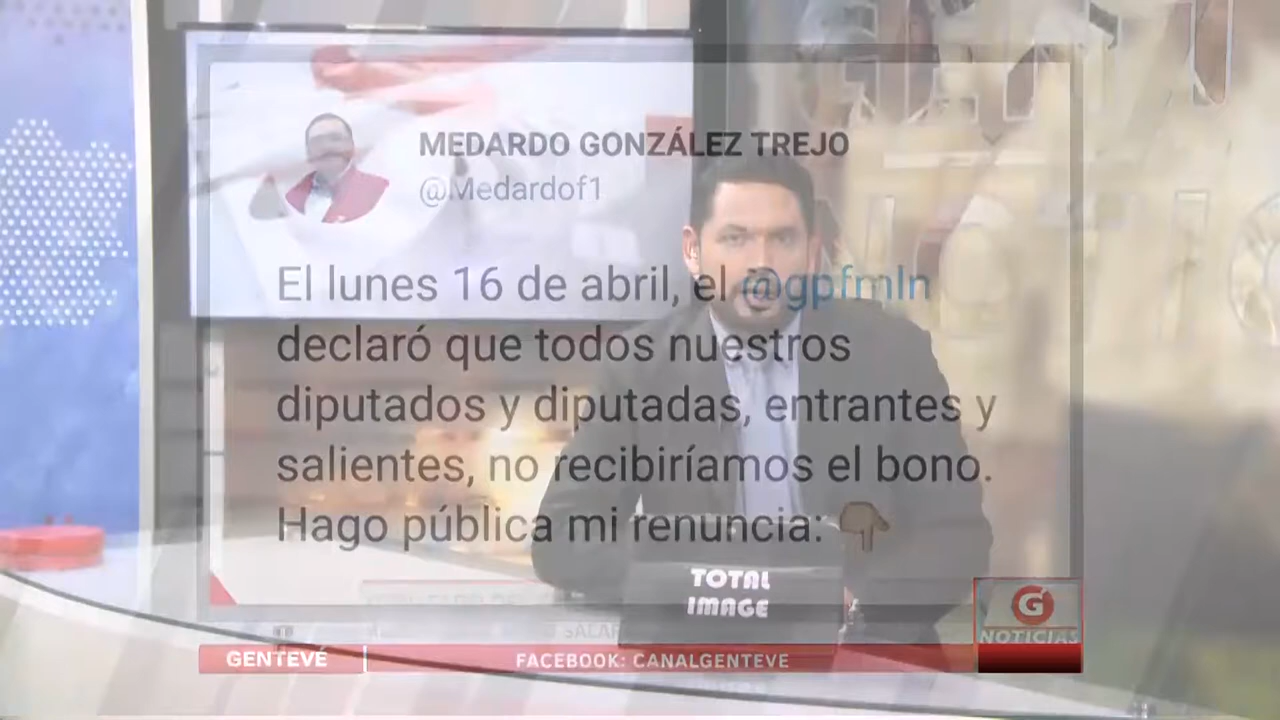 MEDARDO GONZÁLEZ TREJO
@Medardof1
El lunes 16 de abril, el @gpfmln
declaró que todos nuestros
diputados y diputadas, entrantes y
salientes, no recibiríamos el bono.
Hago pública mi renuncia:
TOTAL
IMAGE
G
NOTICIAS
GENTEVÉ
FACEBOOK: CANALGENTEVE